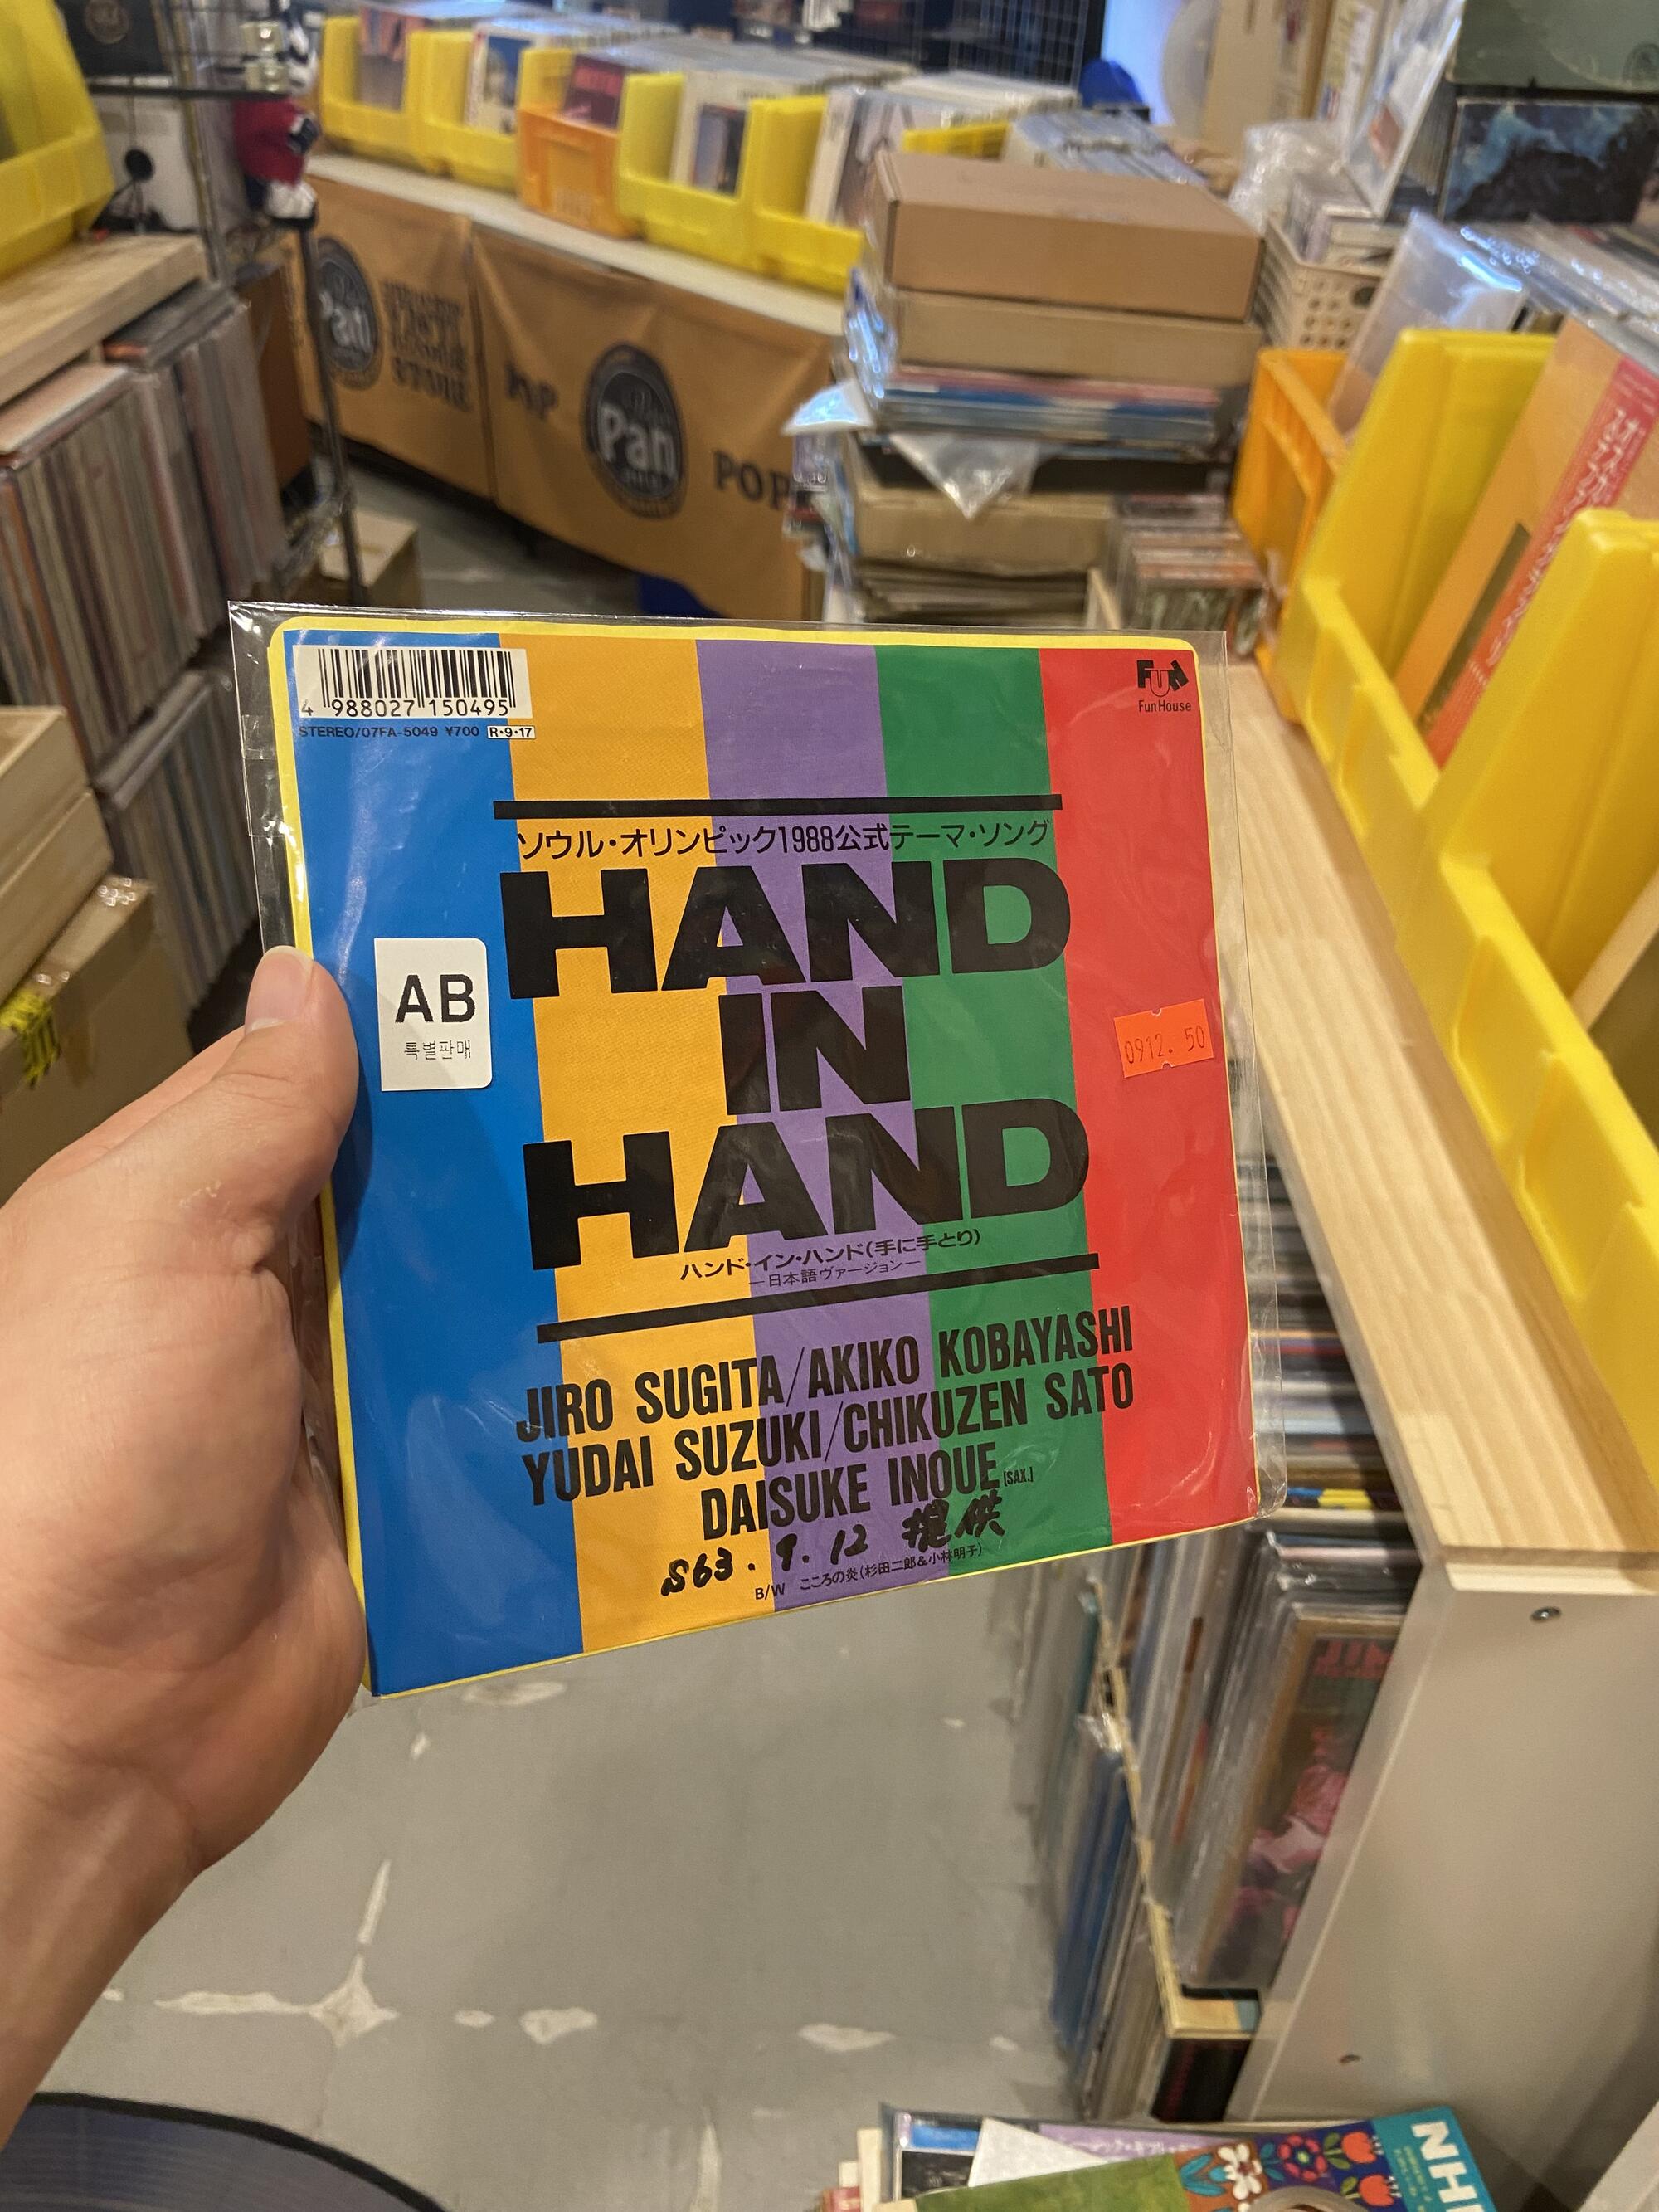 Pan
POP
Pan
POP
4 988027 150495
STEREO/07FA-5049 ¥700 R・9・17
Fun
Fun House
ソウル・オリンピック1988公式テーマ・ソング
HAND
IN
HAND
ハンド・イン・ハンド(手に手とり)
—日本語ヴァージョン—
AB
특별판매
0912. 50
JIRO SUGITA/AKIKO KOBAYASHI
YUDAI SUZUKI/CHIKUZEN SATO
DAISUKE INOUE [SAX.]
S63. 9. 12 提供
B/W こころの炎(杉田二郎&小林明子)
NH